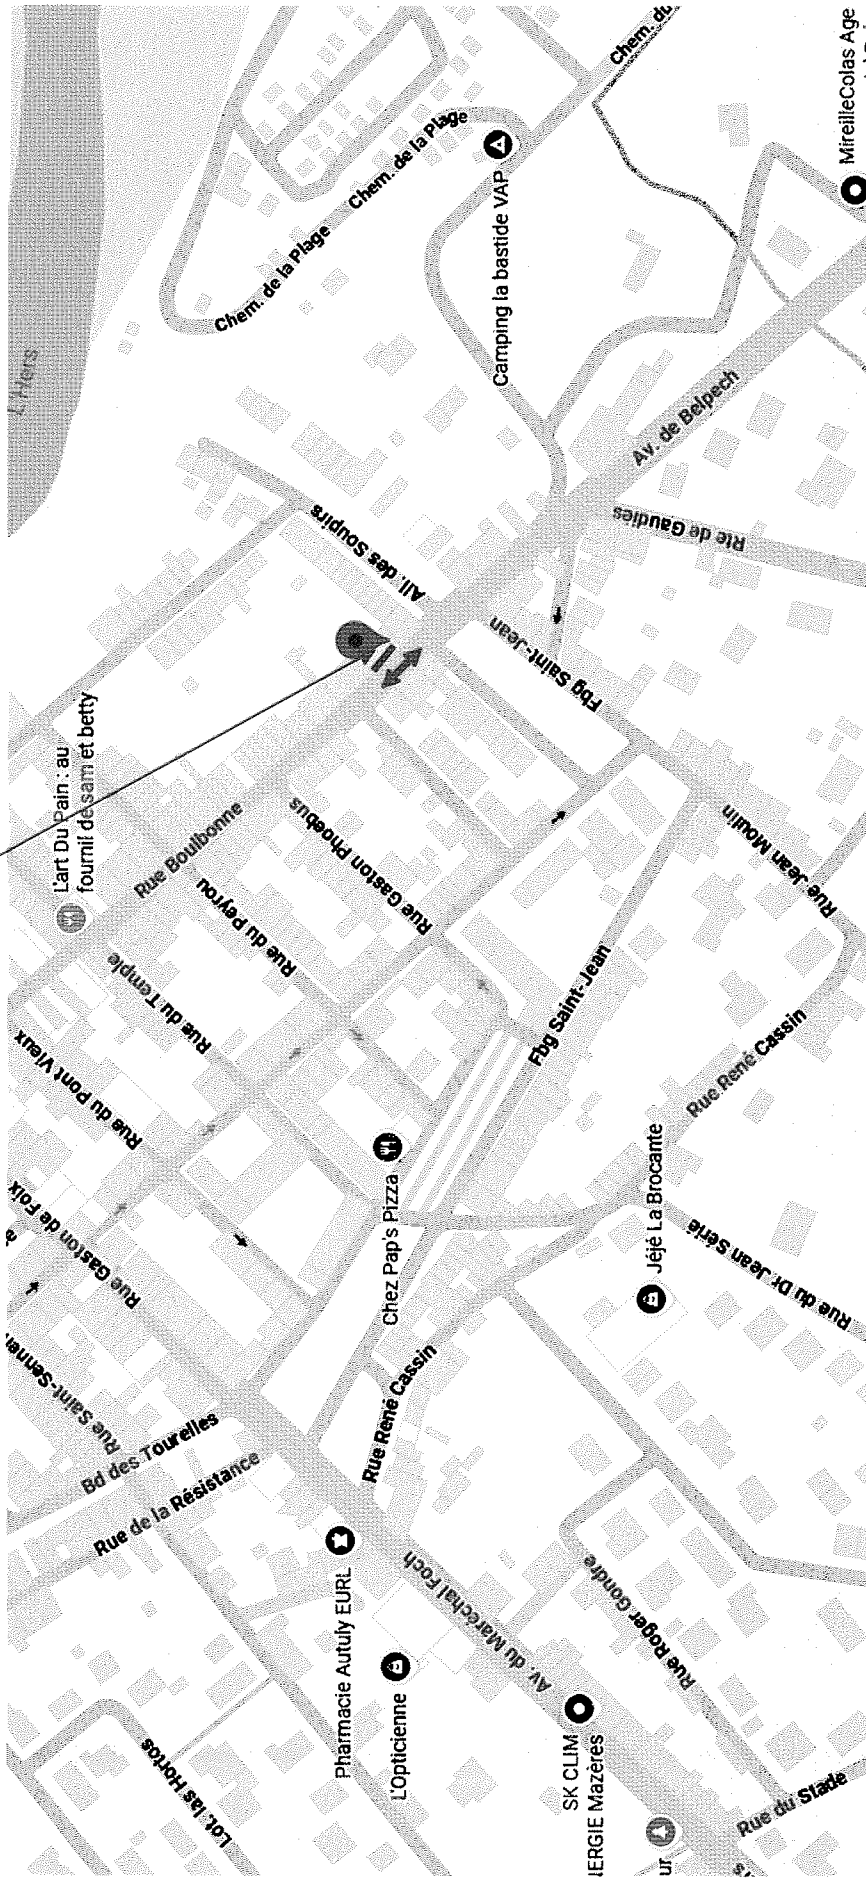 L'Hers
Chem. du
MireilleColas Age
Chem. de la Plage
Chem. de la Plage
Camping la bastide VAP
Av. de Belpech
Rte de Gaudies
All. des Soupirs
Fbg Saint-Jean
L'art Du Pain : au
fournil de sam et betty
Rue Boulbonne
Rue Gaston Phoebus
Rue du Peyrou
Rue du Temple
Rue du Pont Vieux
Rue Gaston de Foix
Rue Jean Moulin
Fbg Saint-Jean
Rue René Cassin
Chez Pap's Pizza
Jéjé La Brocante
Rue du Dr Jean Sérié
Rue Saint-Sernin
Bd des Tourelles
Rue de la Résistance
Rue René Cassin
Pharmacie Autuly EURL
L'Opticienne
Av. du Maréchal Foch
Rue Roger Gondre
SK CLIM
NERGIE Mazères
Lot. las Hortos
Rue du Stade
ur